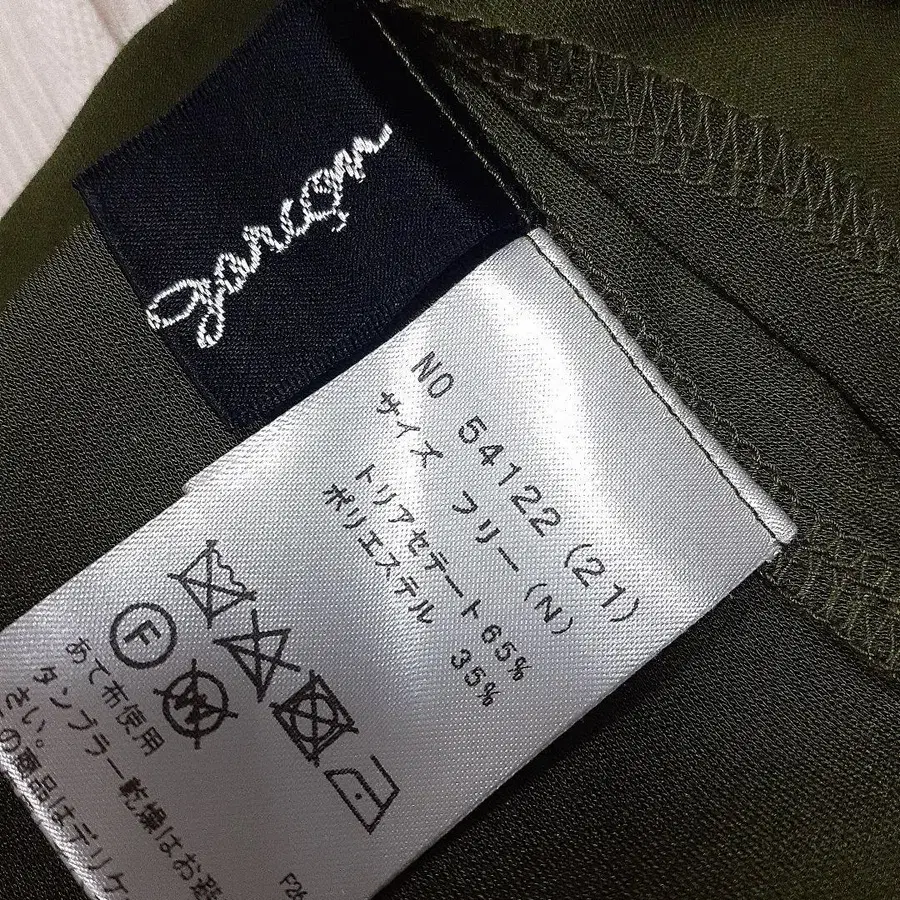 garçon
NO 54122 (21)
サイズ フリー (N)
トリアセテート 65%
ポリエステル 35%
F
W
あて布使用
タンブラー乾燥はお避
さい。
の商品はデリケ
F26